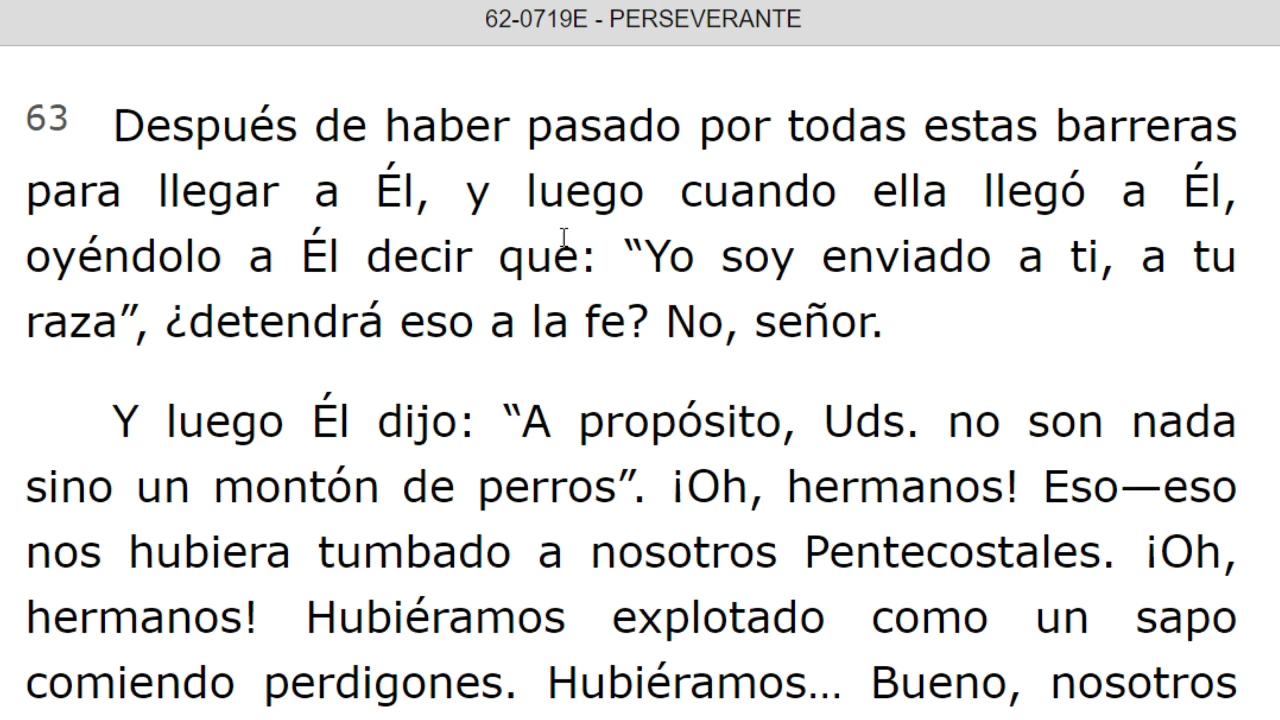 62-0719E - PERSEVERANTE
63 Después de haber pasado por todas estas barreras
para llegar a Él, y luego cuando ella llegó a Él,
oyéndolo a Él decir que: “Yo soy enviado a ti, a tu
raza”, ¿detendrá eso a la fe? No, señor.
Y luego Él dijo: “A propósito, Uds. no son nada
sino un montón de perros”. ¡Oh, hermanos! Eso—eso
nos hubiera tumbado a nosotros Pentecostales. ¡Oh,
hermanos! Hubiéramos explotado como un sapo
comiendo perdigones. Hubiéramos... Bueno, nosotros